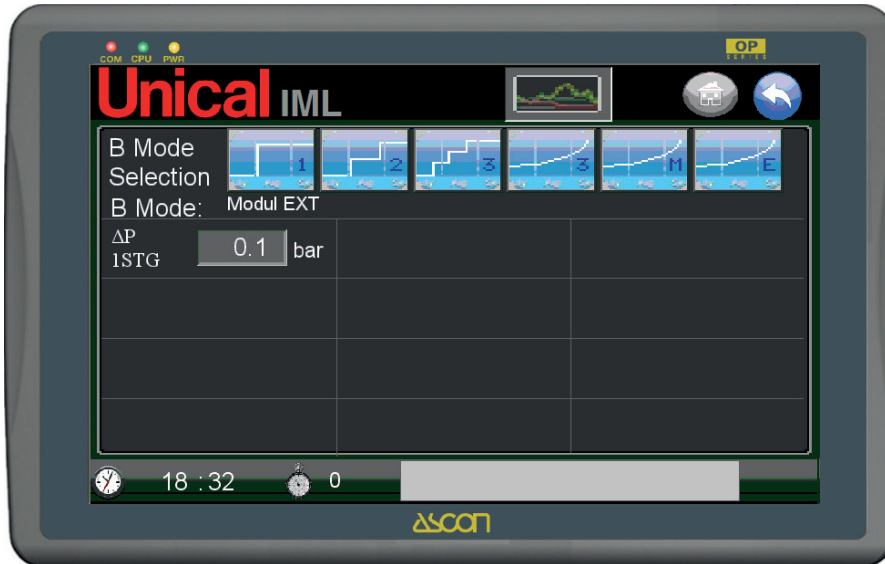 OP
SERIES
COM CPU PWR
Unical IML
B Mode
Selection
1 2 3 3 M E
B Mode: Modul EXT
ΔP
1STG
0.1 bar
18 : 32
0
ascon